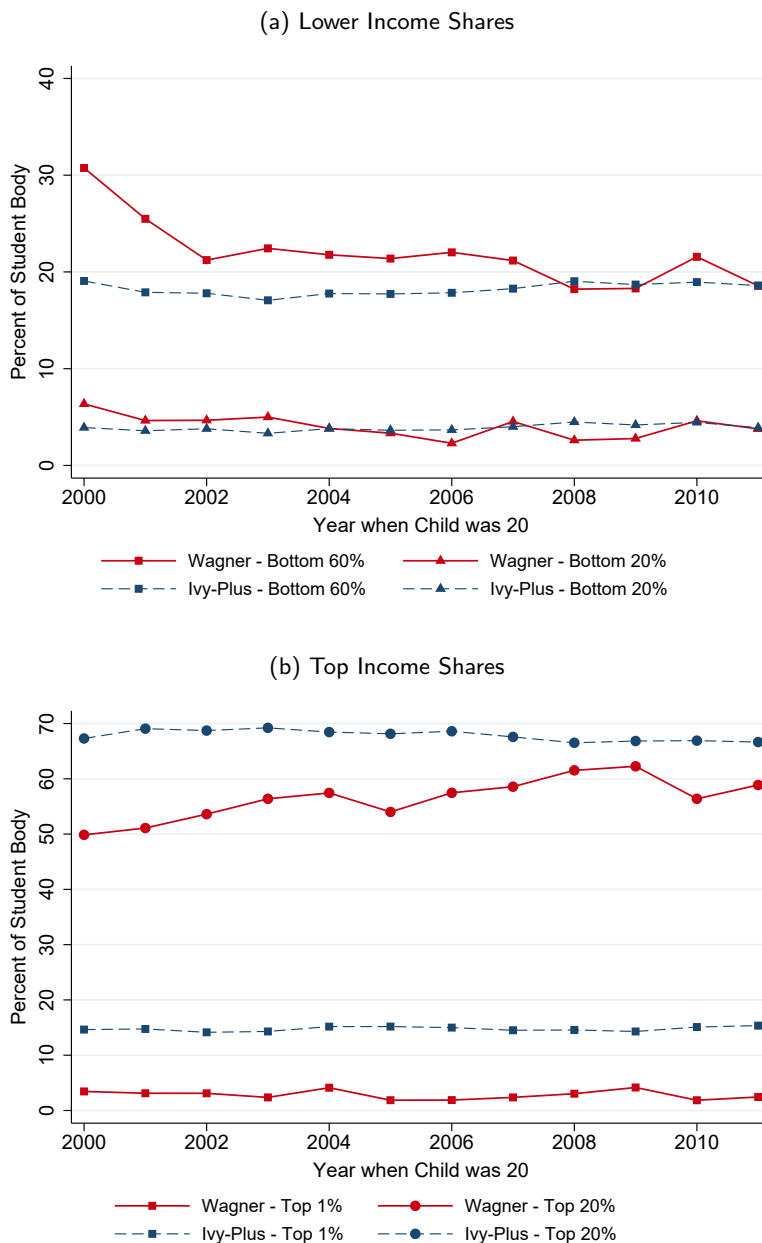 (a) Lower Income Shares
40
30
20
10
0
Percent of Student Body
2000 2002 2004 2006 2008 2010
Year when Child was 20
Wagner - Bottom 60% Wagner - Bottom 20%
Ivy-Plus - Bottom 60% Ivy-Plus - Bottom 20%
(b) Top Income Shares
70
60
50
40
30
20
10
0
Percent of Student Body
2000 2002 2004 2006 2008 2010
Year when Child was 20
Wagner - Top 1% Wagner - Top 20%
Ivy-Plus - Top 1% Ivy-Plus - Top 20%